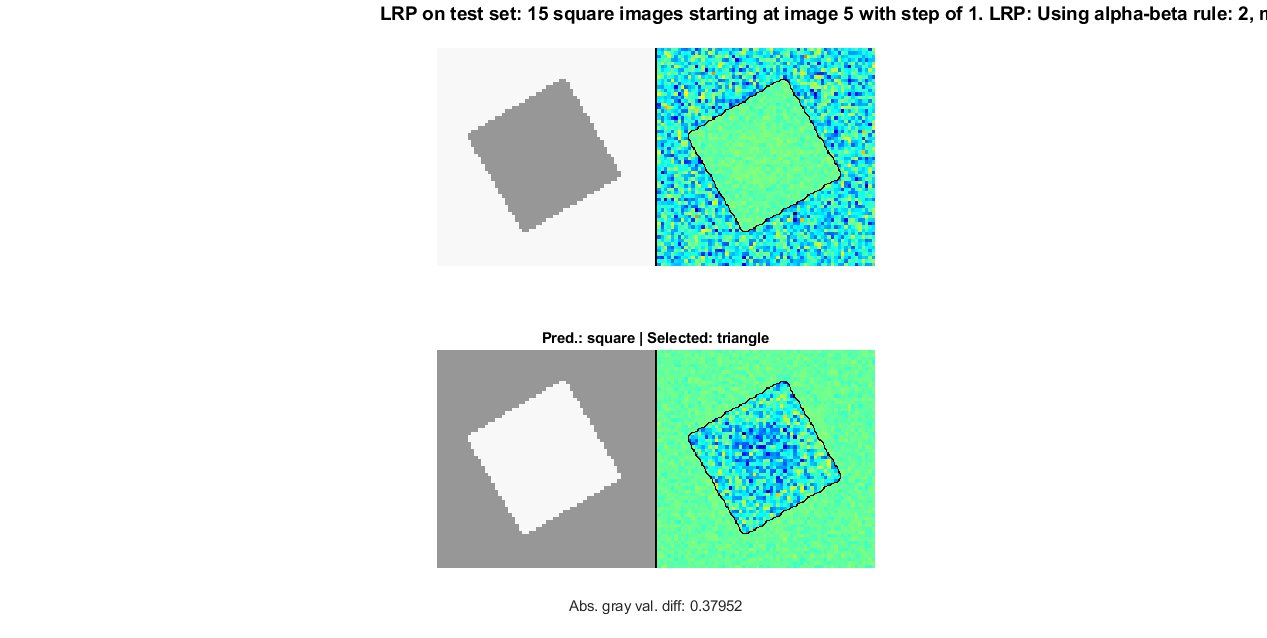 LRP on test set: 15 square images starting at image 5 with step of 1. LRP: Using alpha-beta rule: 2,
Pred.: square | Selected: triangle
Abs. gray val. diff: 0.37952